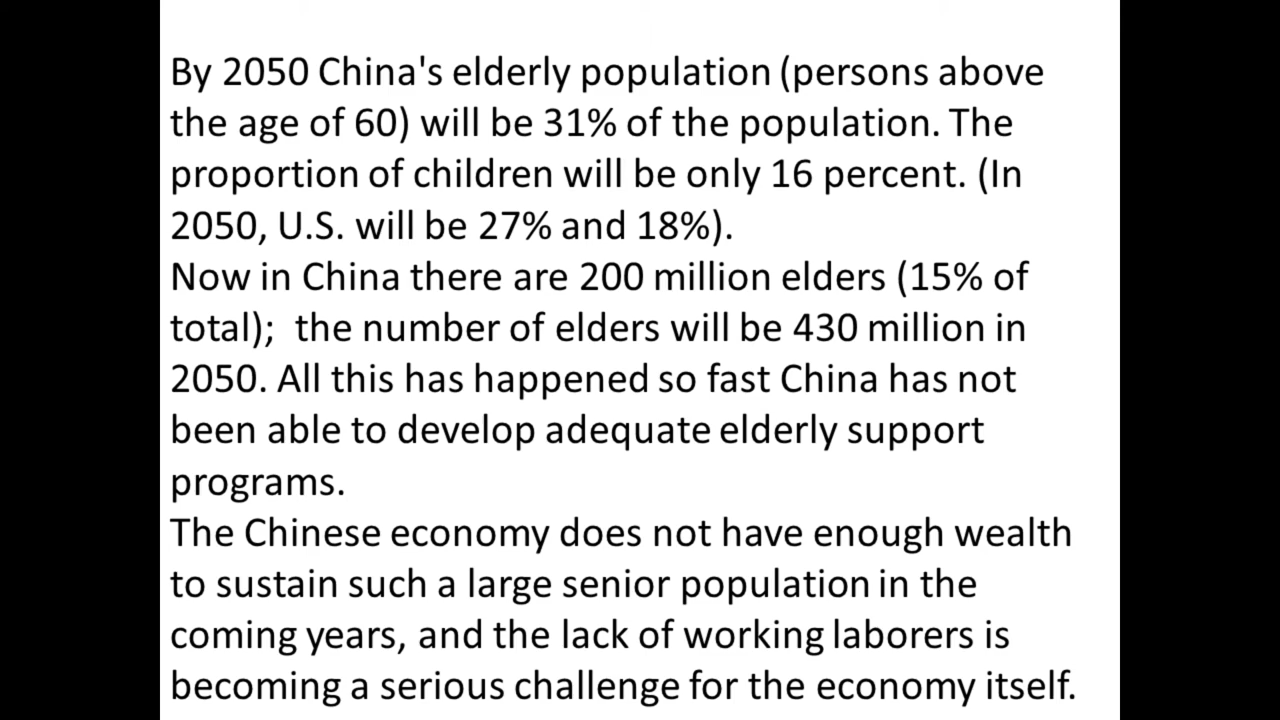 By 2050 China's elderly population (persons above
the age of 60) will be 31% of the population. The
proportion of children will be only 16 percent. (In
2050, U.S. will be 27% and 18%).
Now in China there are 200 million elders (15% of
total);  the number of elders will be 430 million in
2050. All this has happened so fast China has not
been able to develop adequate elderly support
programs.
The Chinese economy does not have enough wealth
to sustain such a large senior population in the
coming years, and the lack of working laborers is
becoming a serious challenge for the economy itself.